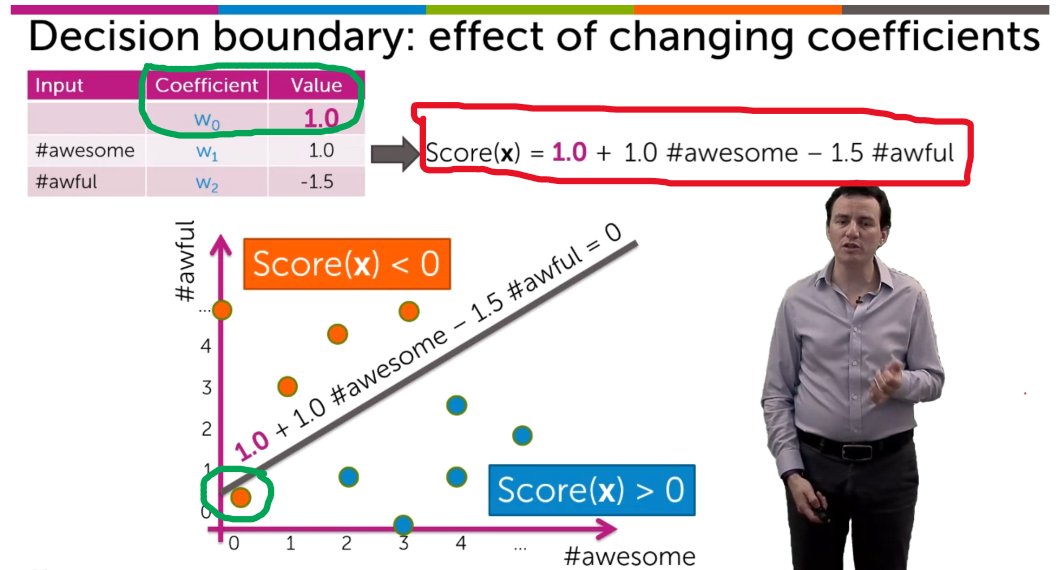 Decision boundary: effect of changing coefficients
Input Coefficient Value
w₀ 1.0
#awesome w₁ 1.0
#awful w₂ -1.5
Score(x) = 1.0 + 1.0 #awesome – 1.5 #awful
#awful
Score(x) < 0
1.0 + 1.0 #awesome – 1.5 #awful = 0
...
4
3
2
1
0
Score(x) > 0
0 1 2 3 4 ...
#awesome